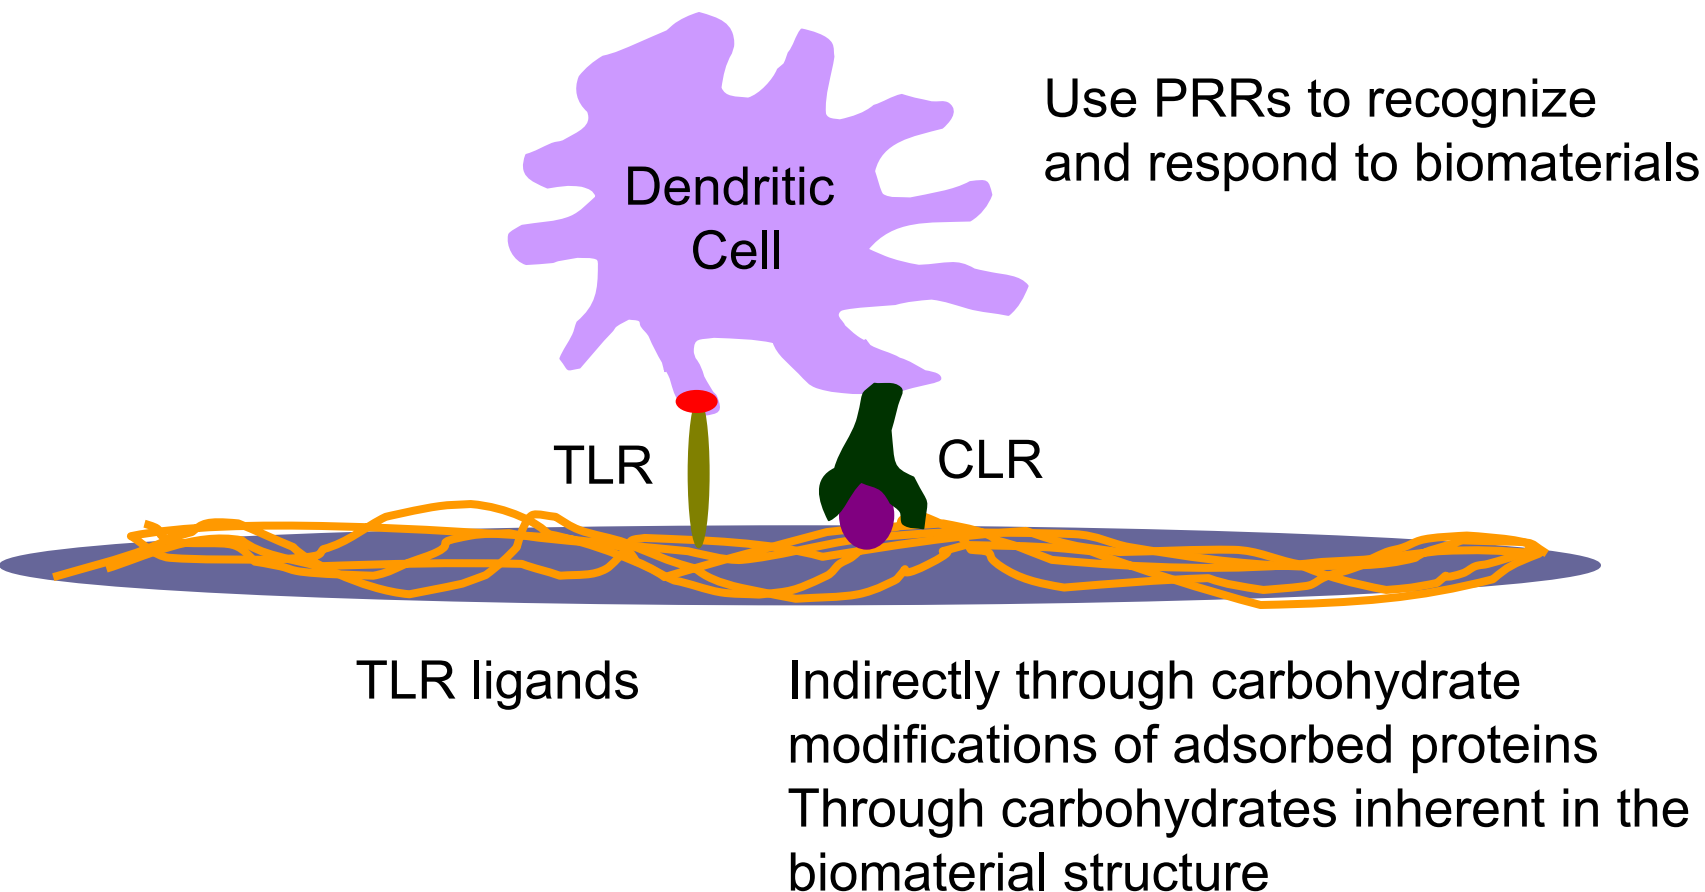 Use PRRs to recognize
and respond to biomaterials
Dendritic
Cell
TLR
CLR
TLR ligands
Indirectly through carbohydrate
modifications of adsorbed proteins
Through carbohydrates inherent in the
biomaterial structure